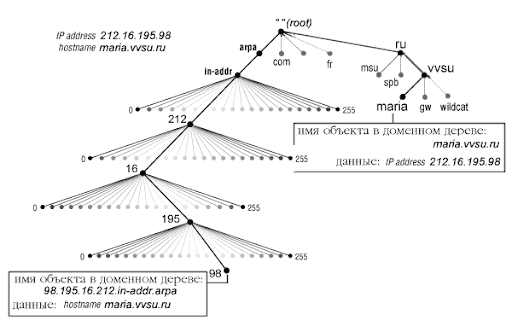 IP address 212.16.195.98
hostname maria.vvsu.ru
" " (root)
arpa
com
fr
ru
in-addr
msu
spb
vvsu
0
255
maria
gw
wildcat
212
имя объекта в доменном дереве:
maria.vvsu.ru
данные: IP address 212.16.195.98
0
255
16
0
255
195
0
255
98
имя объекта в доменном дереве:
98.195.16.212.in-addr.arpa
данные: hostname maria.vvsu.ru